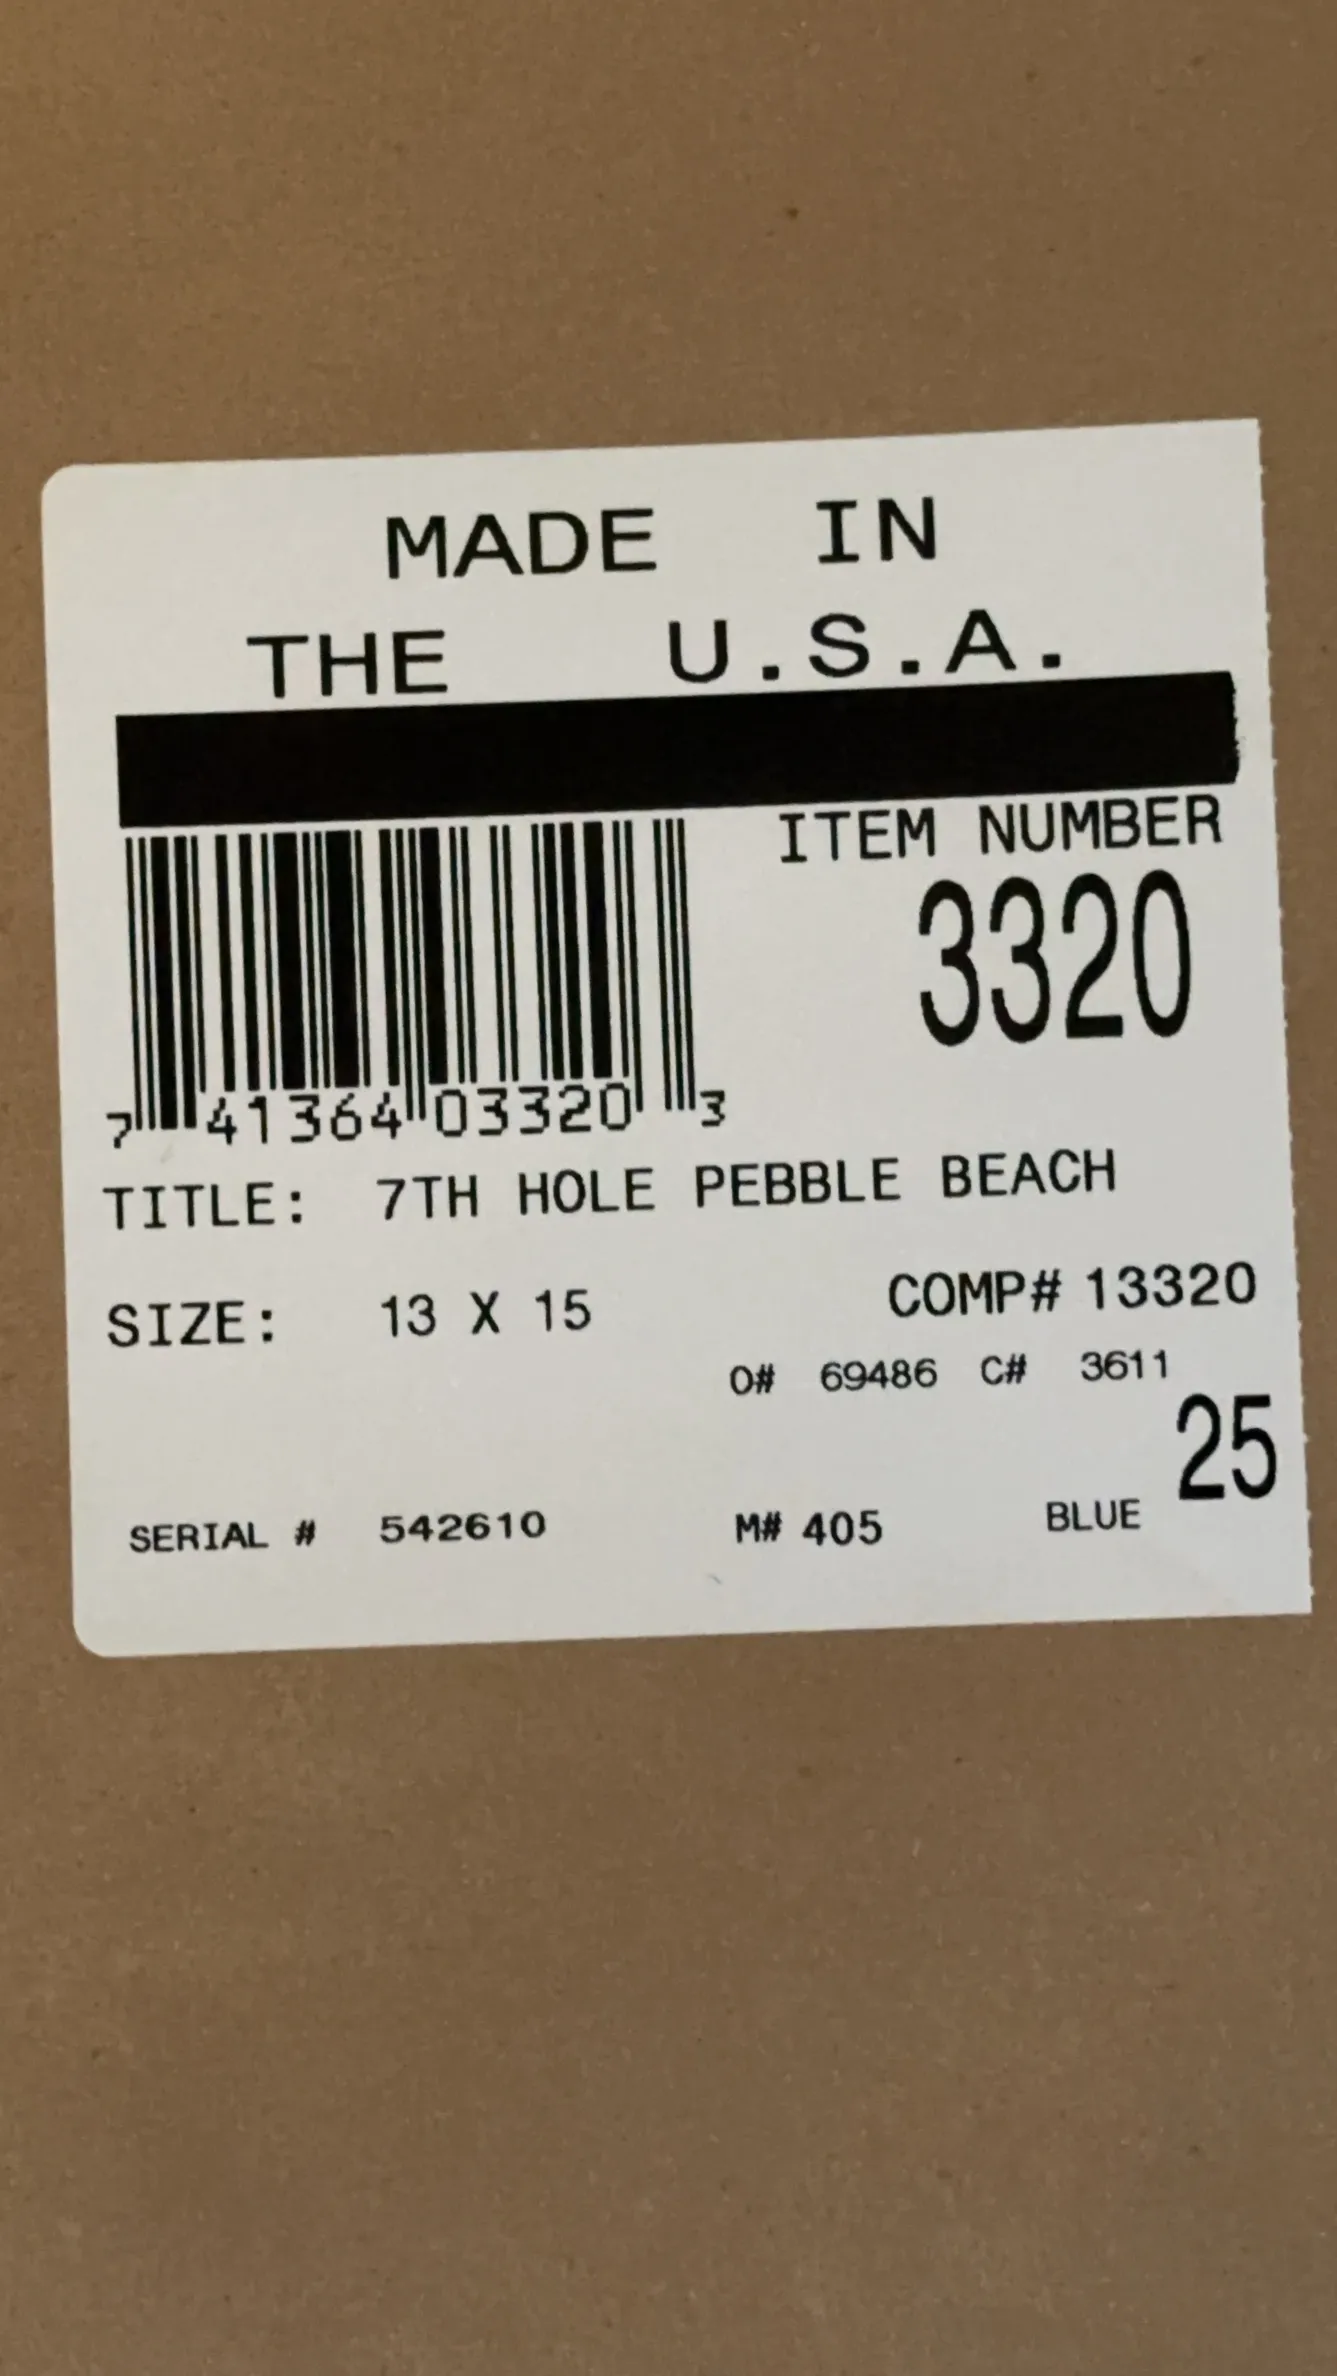 MADE IN
THE U.S.A.
ITEM NUMBER
3320
7 41364 03320 3
TITLE: 7TH HOLE PEBBLE BEACH
SIZE: 13 X 15
COMP# 13320
O# 69486 C# 3611
25
SERIAL # 542610 M# 405 BLUE